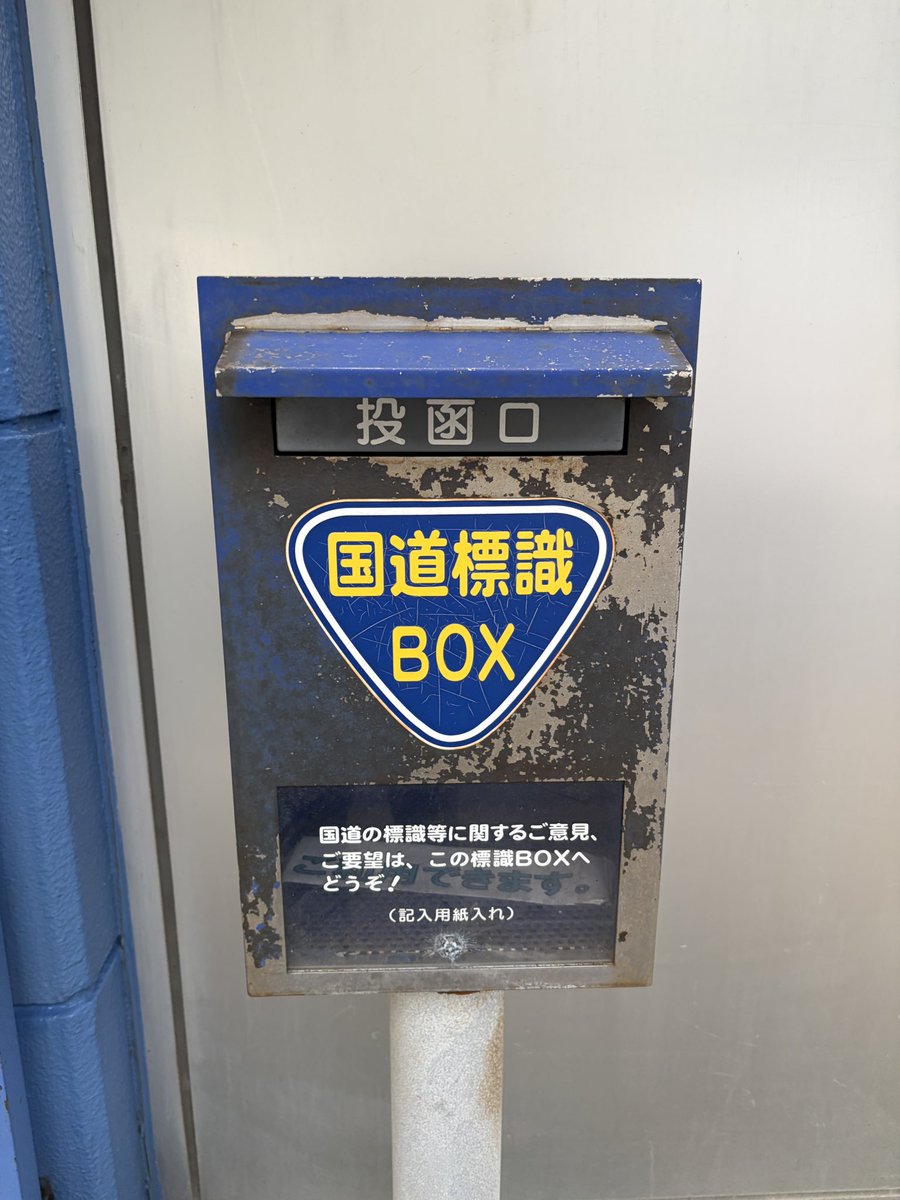 投函口
国道標識
BOX
国道の標識等に関するご意見、
ご要望は、この標識BOXへ
どうぞ!
(記入用紙入れ)